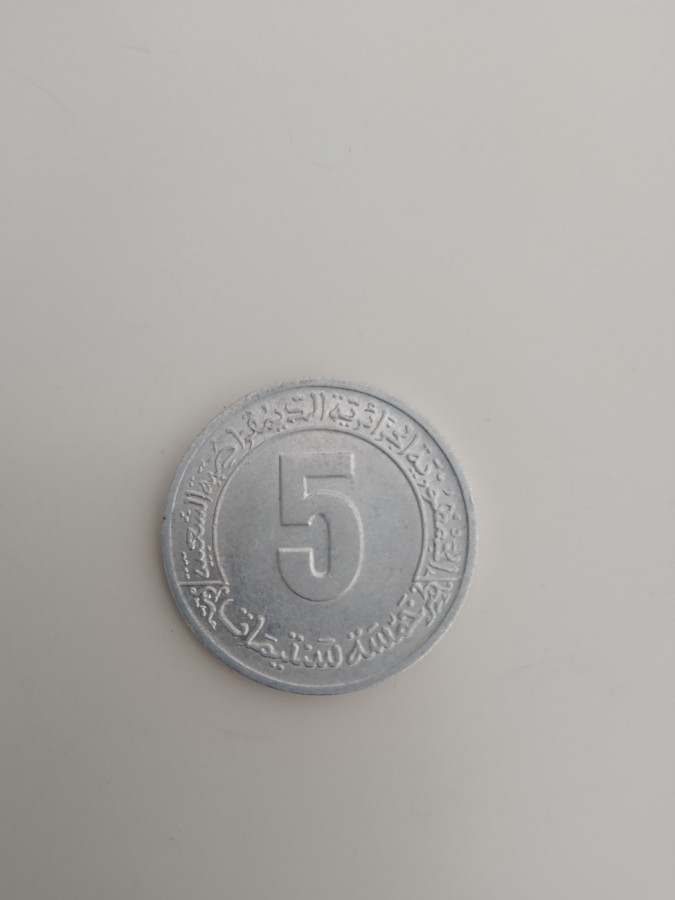 الجمهورية الجزائرية الديمقراطية الشعبية
5
خمسة سنتيمات